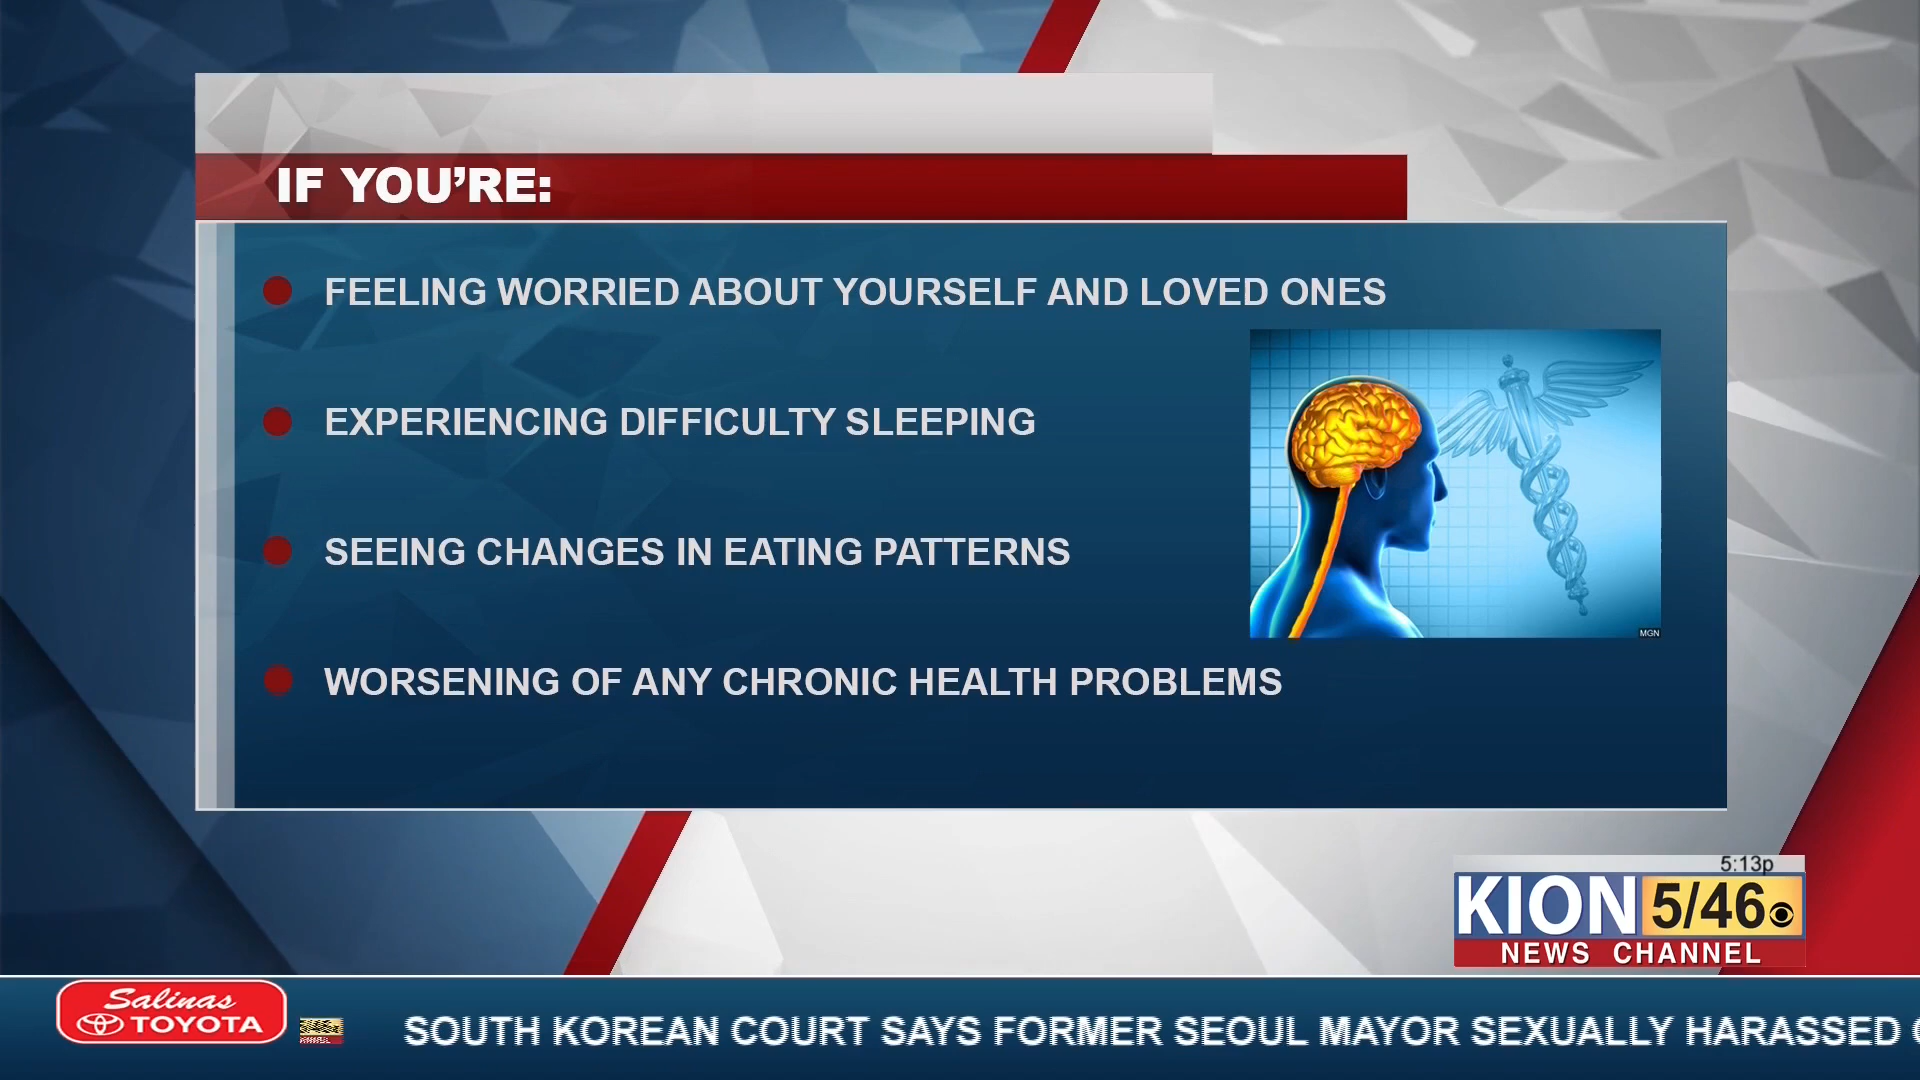 IF YOU'RE:
FEELING WORRIED ABOUT YOURSELF AND LOVED ONES
EXPERIENCING DIFFICULTY SLEEPING
SEEING CHANGES IN EATING PATTERNS
WORSENING OF ANY CHRONIC HEALTH PROBLEMS
MGN
5:13p
KION 5/46
NEWS CHANNEL
Salinas
TOYOTA
SOUTH KOREAN COURT SAYS FORMER SEOUL MAYOR SEXUALLY HARASSED